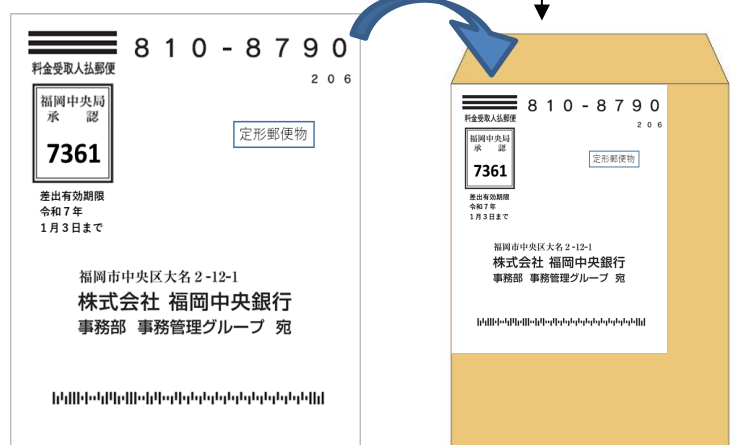 810-8790
料金受取人払郵便
206
福岡中央局
承 認
7361
定形郵便物
差出有効期限
令和7年
1月3日まで
福岡市中央区大名2-12-1
株式会社 福岡中央銀行
事務部 事務管理グループ 宛
810-8790
料金受取人払郵便
206
福岡中央局
承 認
7361
定形郵便物
差出有効期限
令和7年
1月3日まで
福岡市中央区大名2-12-1
株式会社 福岡中央銀行
事務部 事務管理グループ 宛